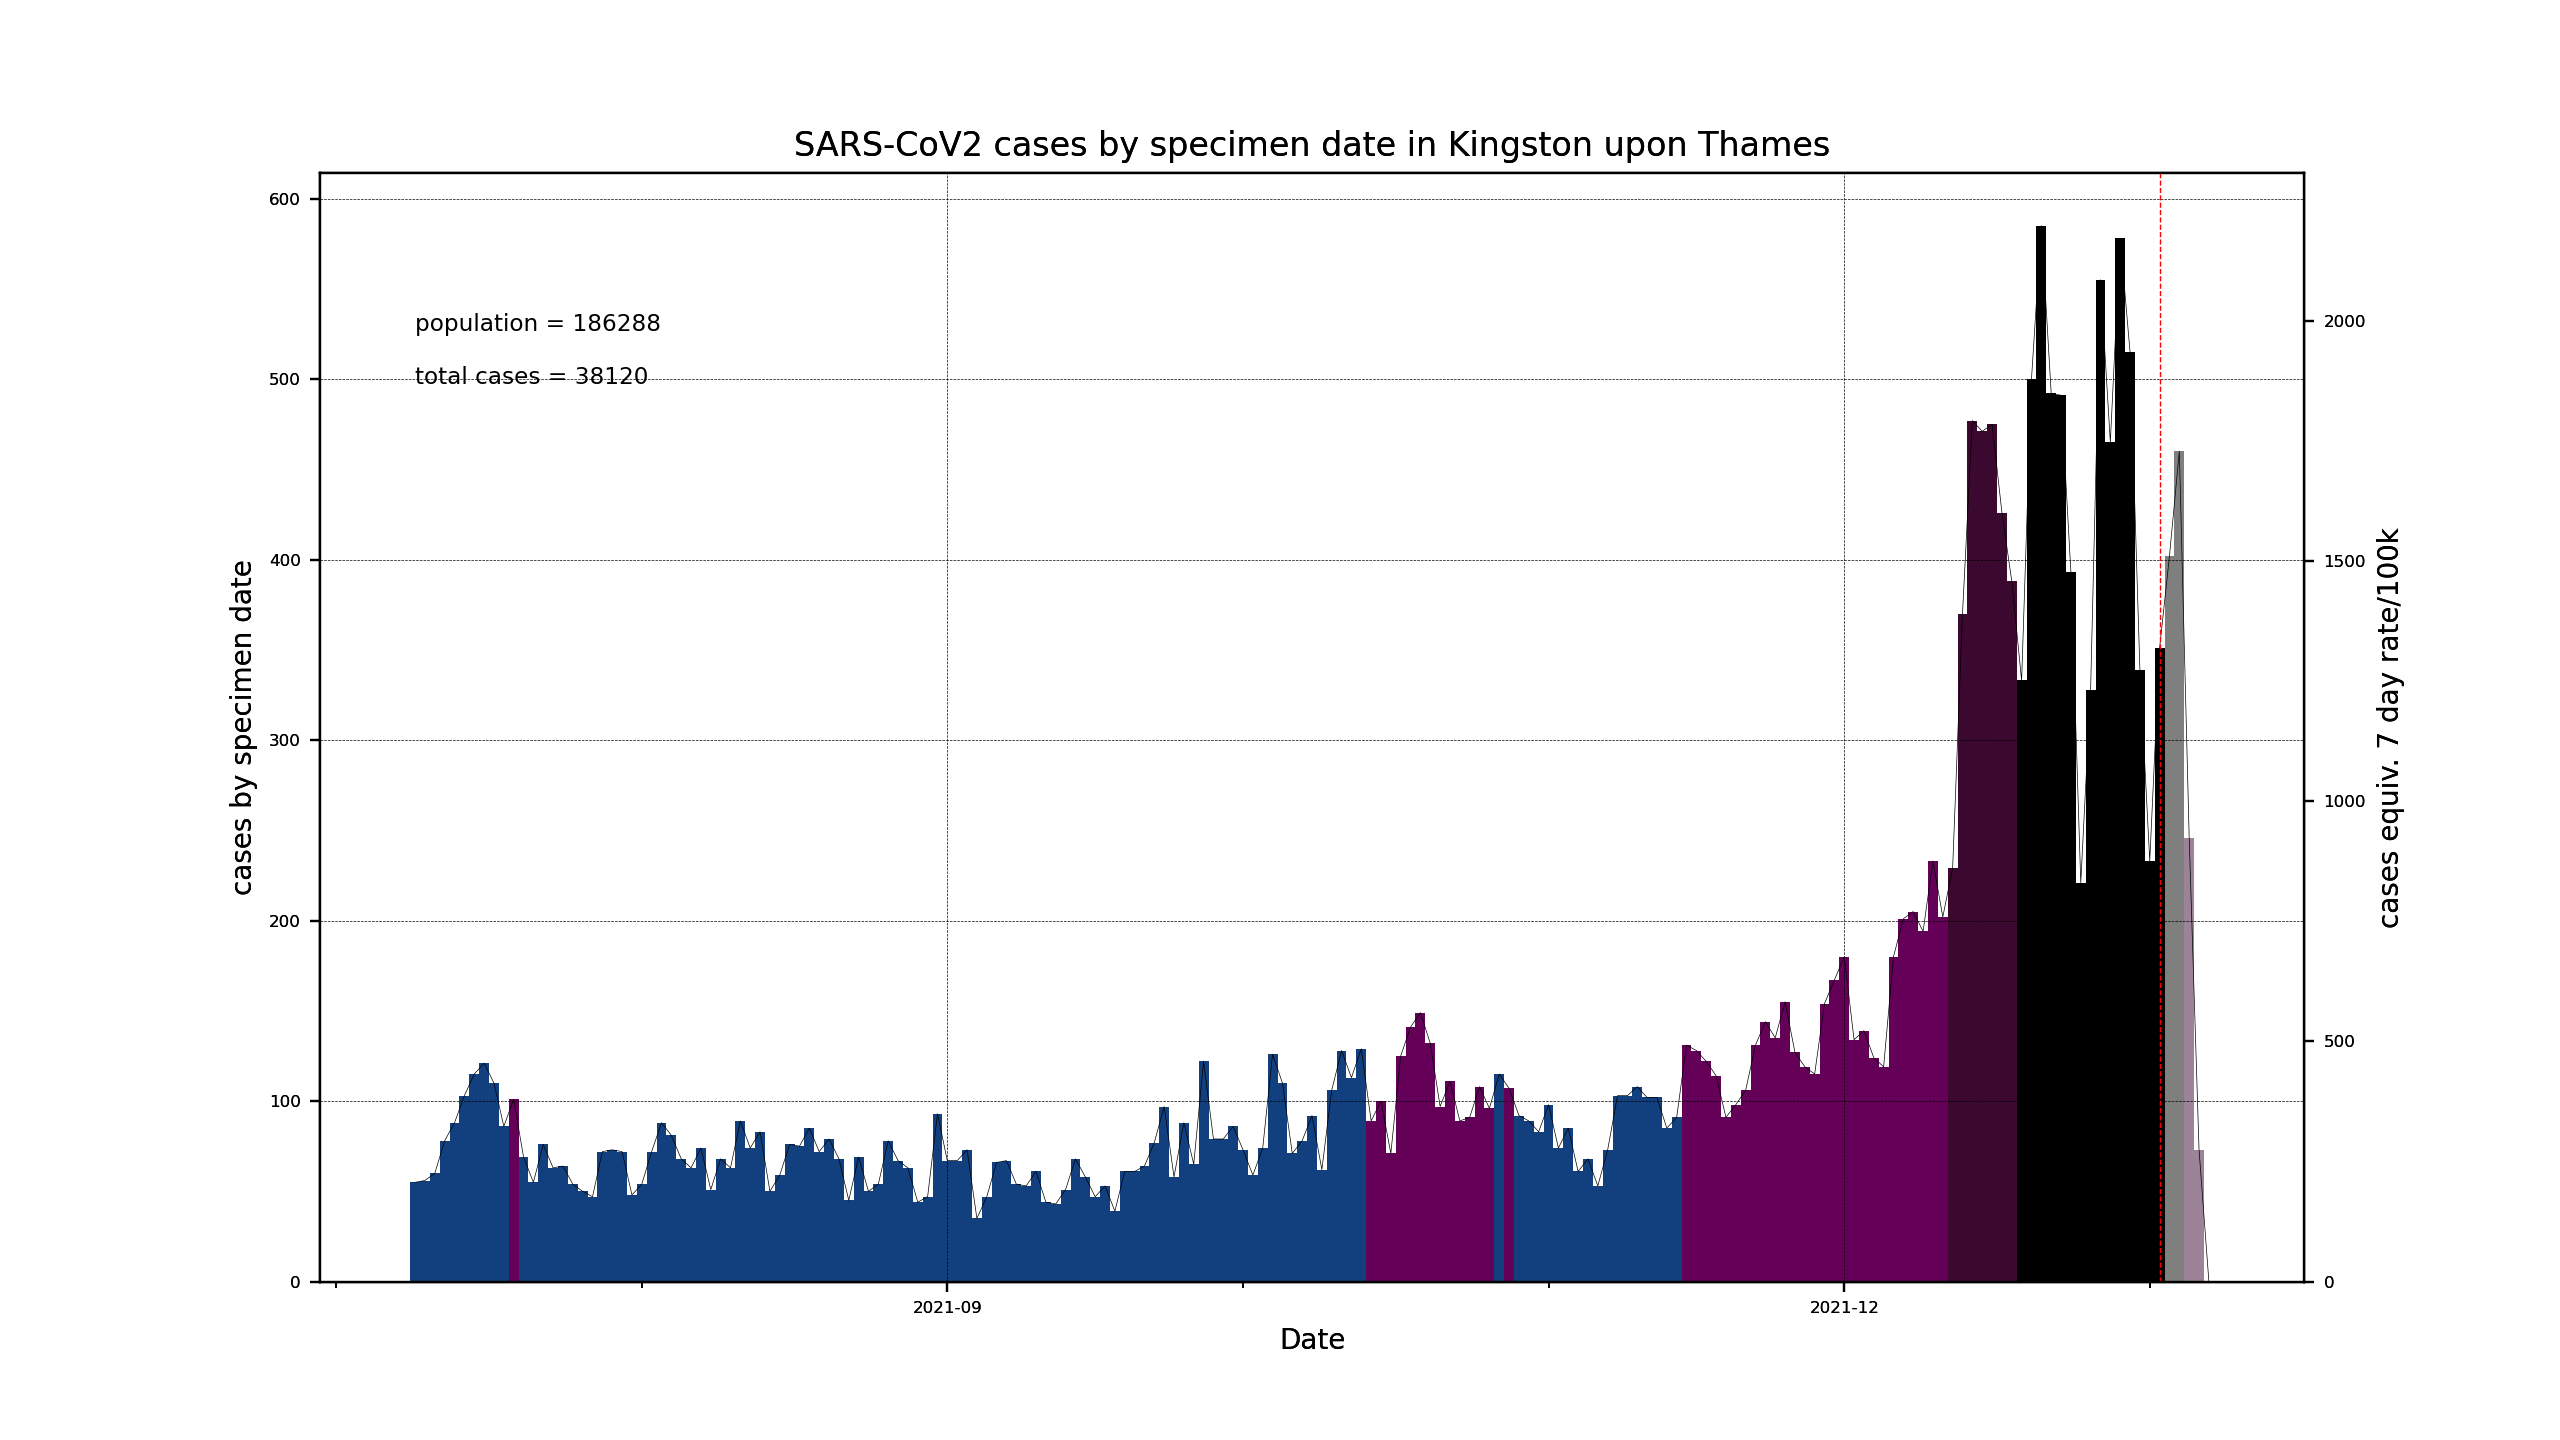 SARS-CoV2 cases by specimen date in Kingston upon Thames
600
500
400
300
200
100
0
cases by specimen date
population = 186288
total cases = 38120
2000
1500
1000
500
0
cases equiv. 7 day rate/100k
2021-09
2021-12
Date